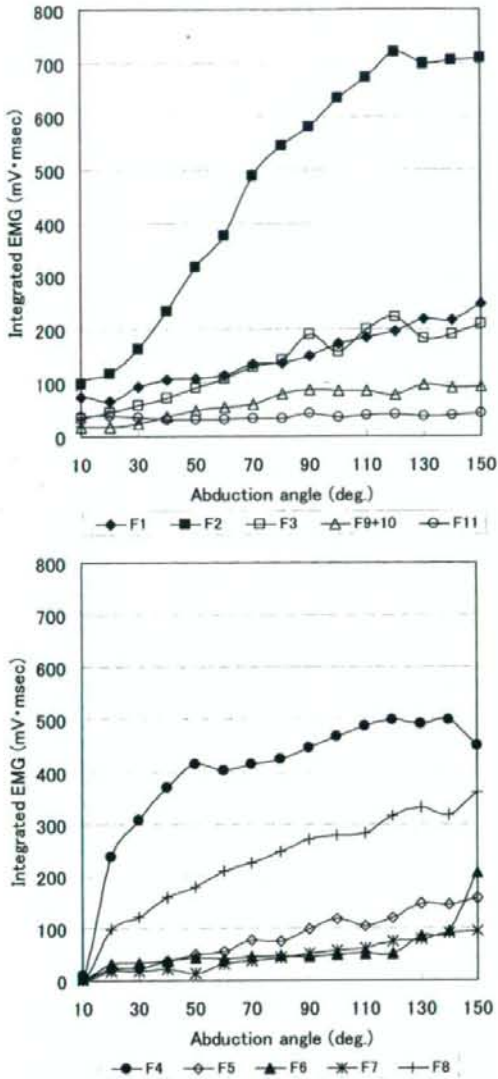 800
700
600
500
400
300
200
100
0
Integrated EMG (mV・msec)
10 30 50 70 90 110 130 150
Abduction angle (deg.)
F1 F2 F3 F9+10 F11
800
700
600
500
400
300
200
100
0
Integrated EMG (mV・msec)
10 30 50 70 90 110 130 150
Abduction angle (deg.)
F4 F5 F6 F7 F8